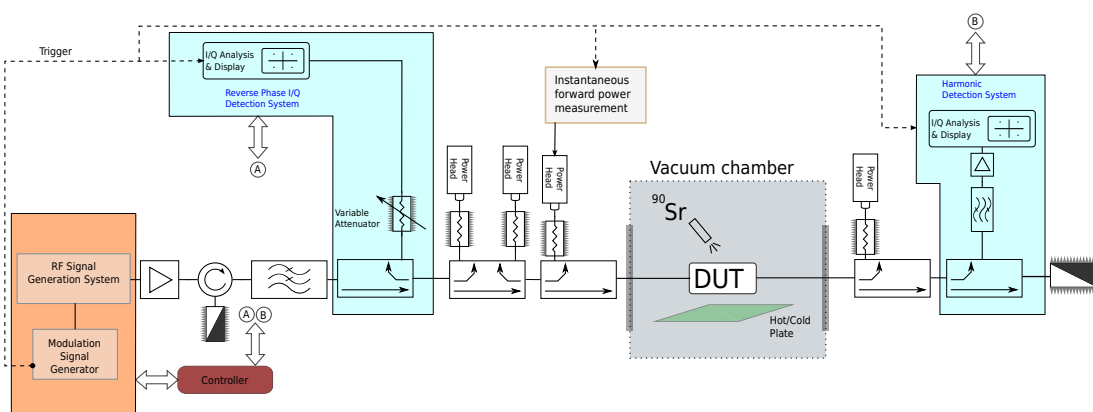 Trigger
I/Q Analysis
& Display
Reverse Phase I/Q
Detection System
A
Variable
Attenuator
RF Signal
Generation System
Modulation
Signal
Generator
A B
Controller
Power
Head
Power
Head
Power
Head
Instantaneous
forward power
measurement
Vacuum chamber
90Sr
DUT
Hot/Cold
Plate
Power
Head
B
Harmonic
Detection System
I/Q Analysis
& Display